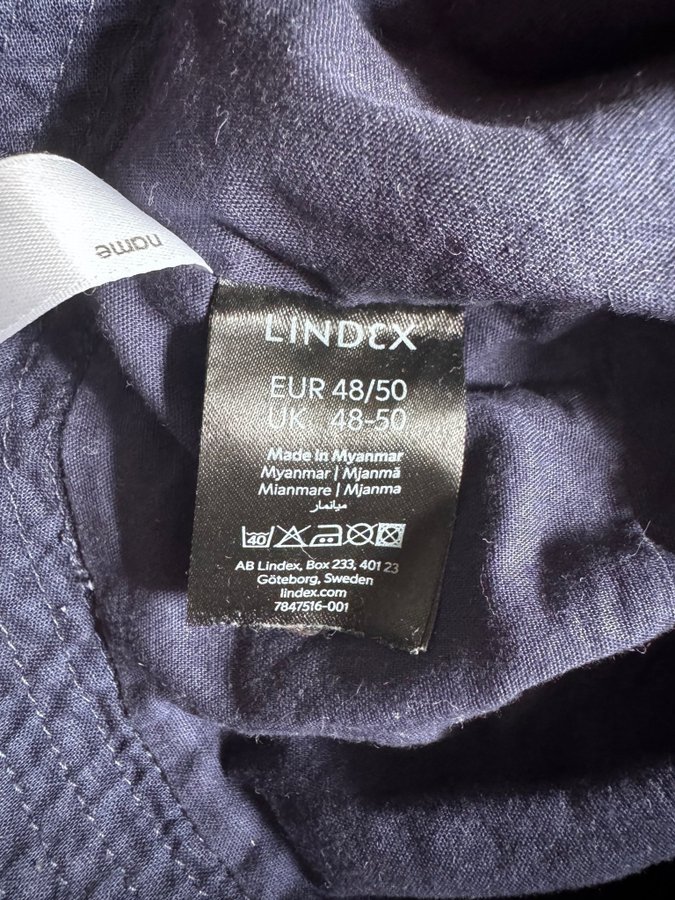 name
LINDEX
EUR 48/50
UK 48-50
Made in Myanmar
Myanmar | Mjanmā
Mianmare | Mjanma
ميانمار
40
AB Lindex, Box 233, 401 23
Göteborg, Sweden
lindex.com
7847516-001